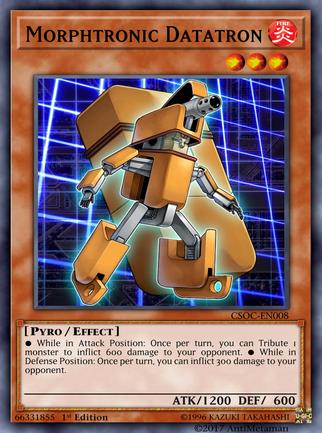 MORPHTRONIC DATATRON
FIRE
炎
CSOC-EN008
[PYRO / EFFECT]
● While in Attack Position: Once per turn, you can Tribute 1
monster to inflict 600 damage to your opponent. ● While in
Defense Position: Once per turn, you can inflict 300 damage to your
opponent.
ATK/1200 DEF/ 600
66331855 1st Edition ©1996 KAZUKI TAKAHASHI
©2017 AntiMetaman